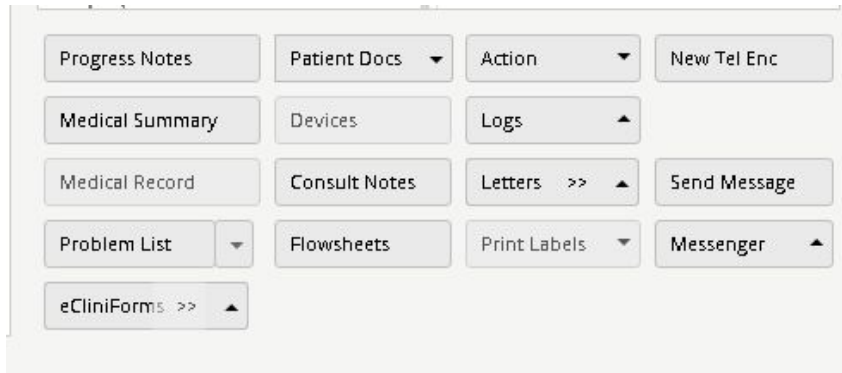 Progress Notes Patient Docs Action New Tel Enc
Medical Summary Devices Logs
Medical Record Consult Notes Letters >> Send Message
Problem List Flowsheets Print Labels Messenger
eCliniForms >>